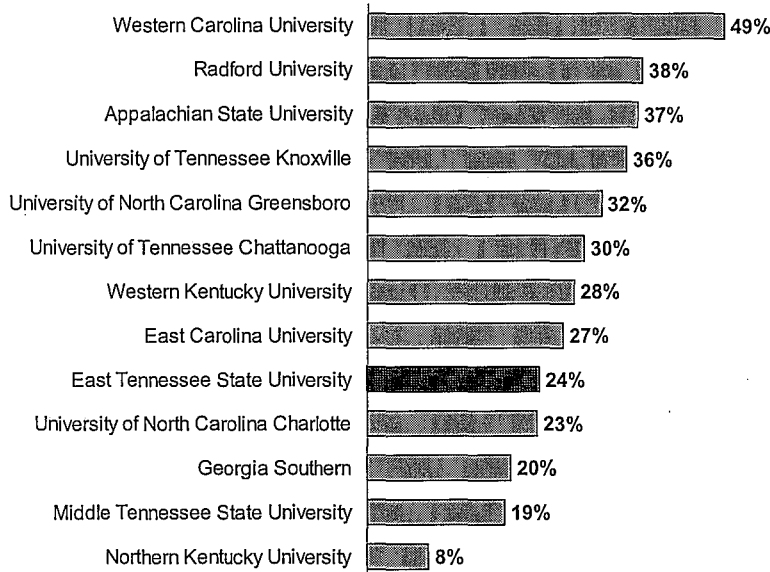 Western Carolina University 49%
Radford University 38%
Appalachian State University 37%
University of Tennessee Knoxville 36%
University of North Carolina Greensboro 32%
University of Tennessee Chattanooga 30%
Western Kentucky University 28%
East Carolina University 27%
East Tennessee State University 24%
University of North Carolina Charlotte 23%
Georgia Southern 20%
Middle Tennessee State University 19%
Northern Kentucky University 8%